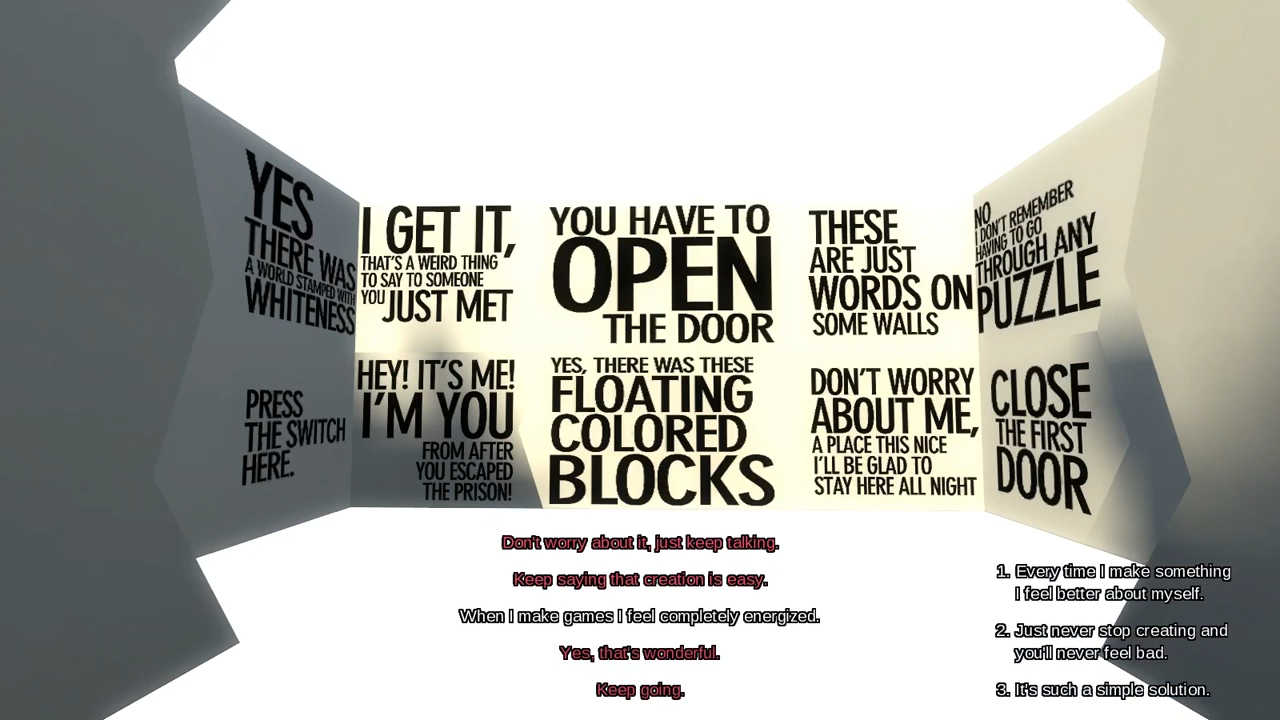 YES
THERE WAS
A WORLD STAMPED WITH
WHITENESS
I GET IT,
THAT'S A WEIRD THING
TO SAY TO SOMEONE
YOU JUST MET
YOU HAVE TO
OPEN
THE DOOR
THESE
ARE JUST
WORDS ON
SOME WALLS
NO
I DON'T REMEMBER
HAVING TO GO
THROUGH ANY
PUZZLE
PRESS
THE SWITCH
HERE.
HEY! IT'S ME!
I'M YOU
FROM AFTER
YOU ESCAPED
THE PRISON!
YES, THERE WAS THESE
FLOATING
COLORED
BLOCKS
DON'T WORRY
ABOUT ME,
A PLACE THIS NICE
I'LL BE GLAD TO
STAY HERE ALL NIGHT
CLOSE
THE FIRST
DOOR
Don't worry about it, just keep talking.
Keep saying that creation is easy.
When I make games I feel completely energized.
Yes, that's wonderful.
Keep going.
1. Every time I make something
I feel better about myself.
2. Just never stop creating and
you'll never feel bad.
3. It's such a simple solution.